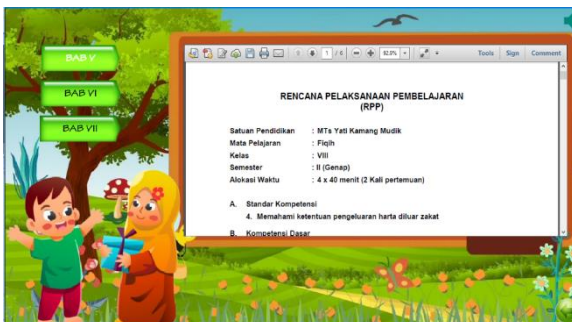 BAB V
BAB VI
BAB VII
1 / 6
Tools Sign Comment
RENCANA PELAKSANAAN PEMBELAJARAN
(RPP)
Satuan Pendidikan : MTs Yati Kamang Mudik
Mata Pelajaran : Fiqih
Kelas : VIII
Semester : II (Genap)
Alokasi Waktu : 4 x 40 menit (2 Kali pertemuan)
A. Standar Kompetensi
4. Memahami ketentuan pengeluaran harta diluar zakat
B. Kompetensi Dasar